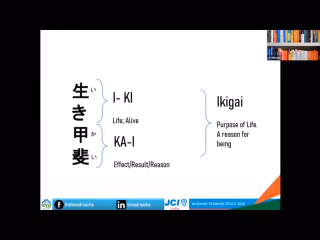 生き甲斐
い
か
い
I- KI
Life; Alive
KA-I
Effect/Result/Reason
Ikigai
Purpose of Life.
A reason for
being
JCI